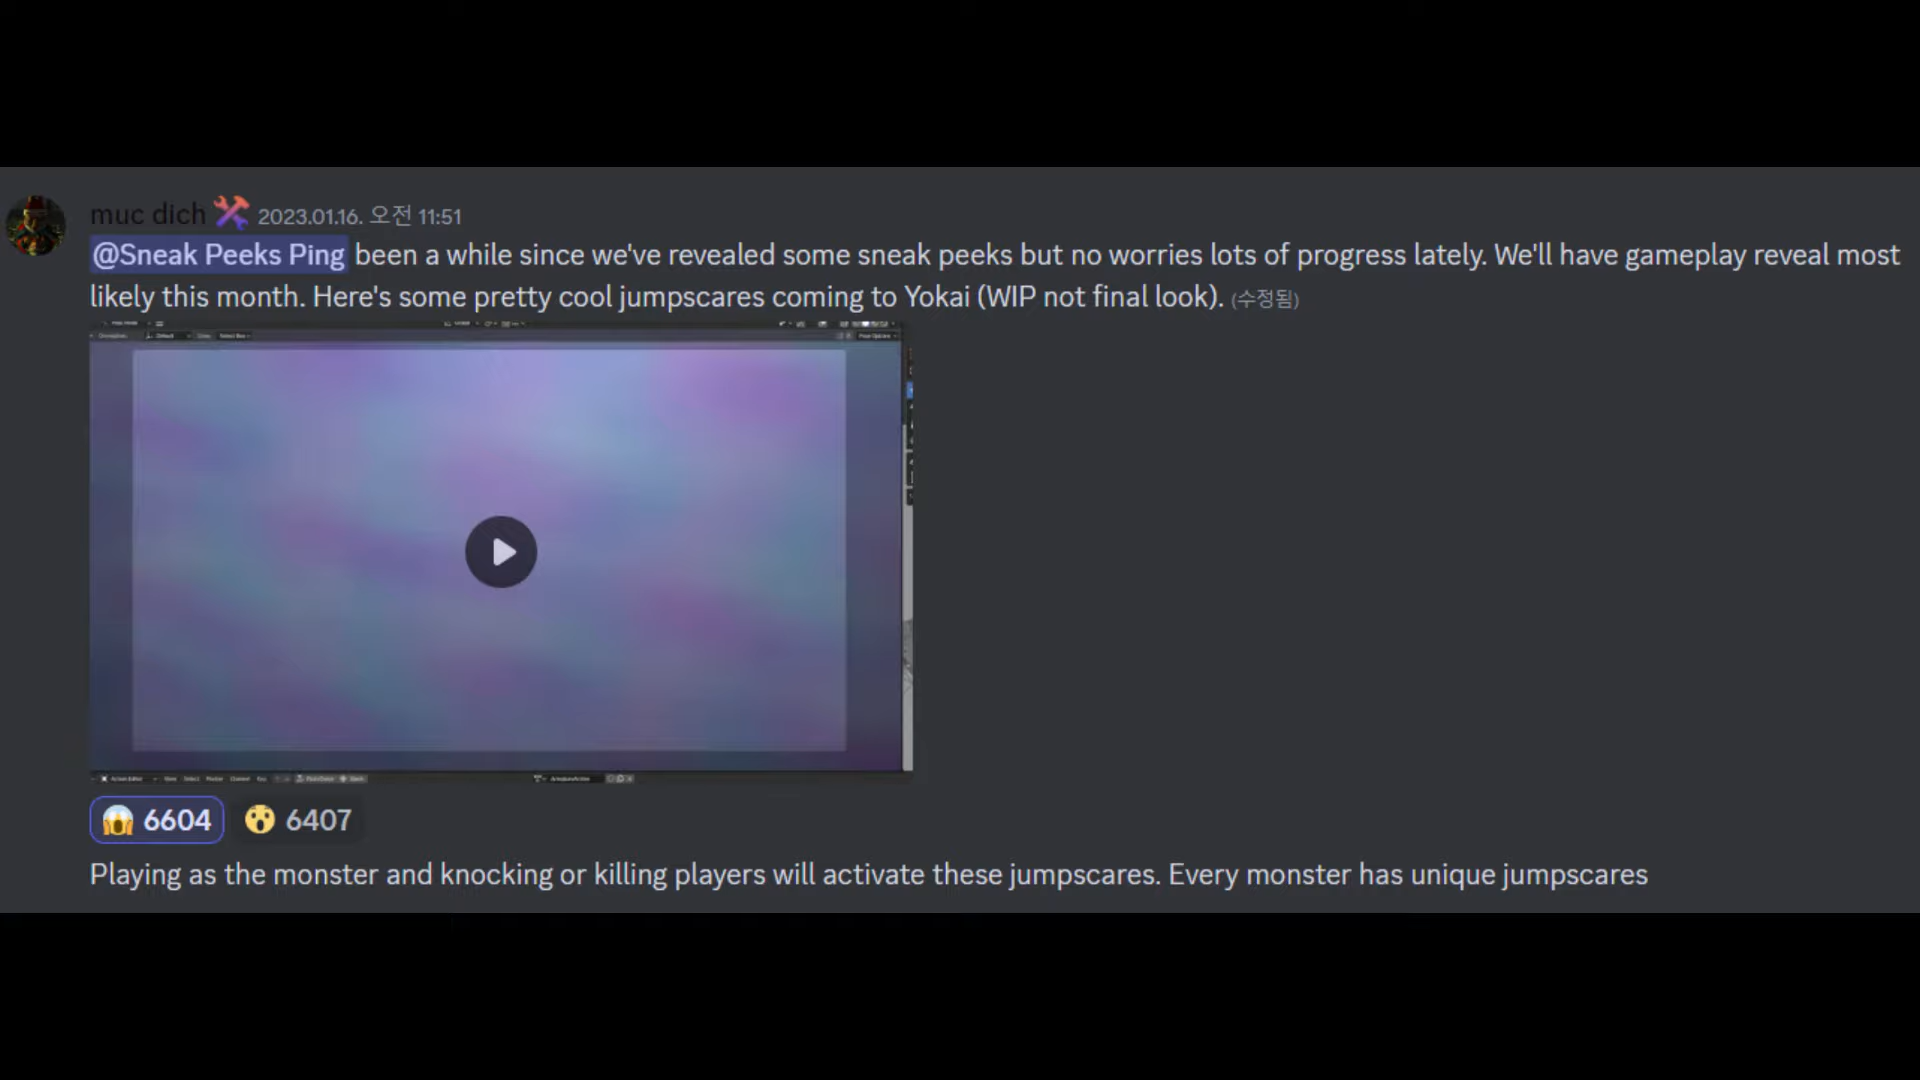 muc dich 2023.01.16. 오전 11:51
@Sneak Peeks Ping been a while since we've revealed some sneak peeks but no worries lots of progress lately. We'll have gameplay reveal most
likely this month. Here's some pretty cool jumpscares coming to Yokai (WIP not final look). (수정됨)
6604 6407
Playing as the monster and knocking or killing players will activate these jumpscares. Every monster has unique jumpscares